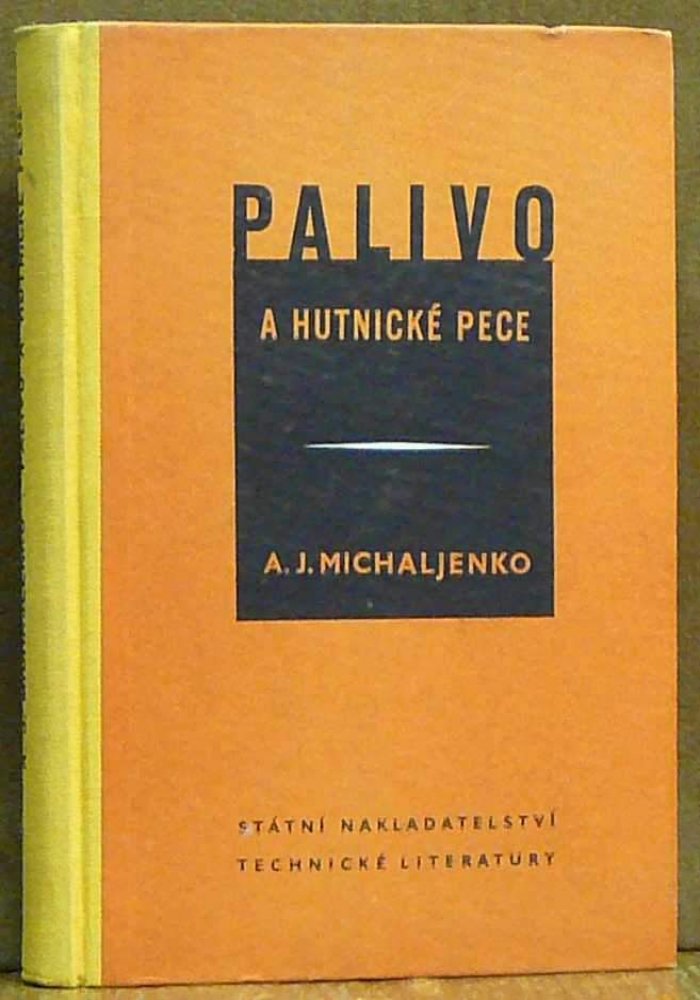 PALIVO
A HUTNICKÉ PECE
A. J. MICHALJENKO
STÁTNÍ NAKLADATELSTVÍ
TECHNICKÉ LITERATURY